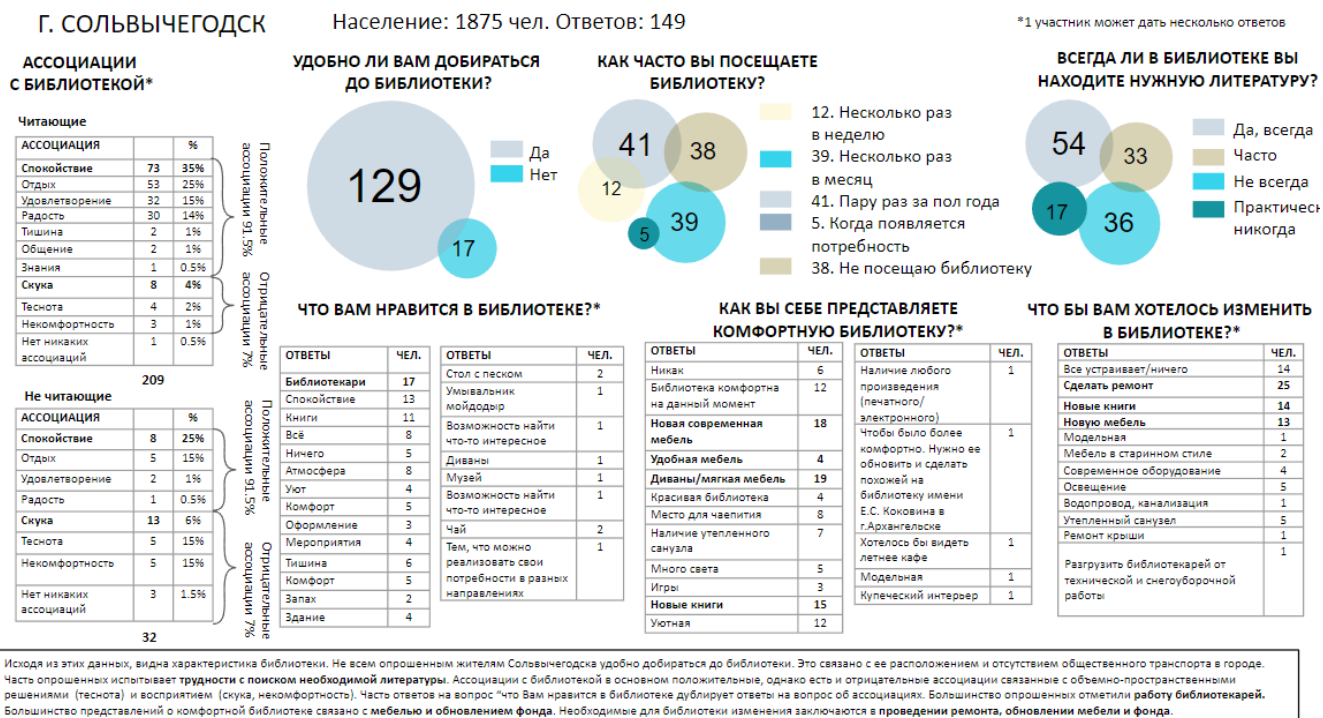 Г. СОЛЬВЫЧЕГОДСК
Население: 1875 чел. Ответов: 149
*1 участник может дать несколько ответов
АССОЦИАЦИИ
С БИБЛИОТЕКОЙ*
Читающие
АССОЦИАЦИЯ %
Спокойствие 73 35%
Отдых 53 25%
Удовлетворение 32 15%
Радость 30 14%
Тишина 2 1%
Общение 2 1%
Знания 1 0.5%
Скука 8 4%
Теснота 4 2%
Некомфортность 3 1%
Нет никаких 1 0.5%
ассоциаций
209
Положительные
ассоциации 91.5%
Отрицательные
ассоциации 7%
Не читающие
АССОЦИАЦИЯ %
Спокойствие 8 25%
Отдых 5 15%
Удовлетворение 2 1%
Радость 1 0.5%
Скука 13 6%
Теснота 5 15%
Некомфортность 5 15%
Нет никаких 3 1.5%
ассоциаций
32
Положительные
ассоциации 91.5%
Отрицательные
ассоциации 7%
УДОБНО ЛИ ВАМ ДОБИРАТЬСЯ
ДО БИБЛИОТЕКИ?
129
17
Да
Нет
КАК ЧАСТО ВЫ ПОСЕЩАЕТЕ
БИБЛИОТЕКУ?
41
38
12
39
5
12. Несколько раз
в неделю
39. Несколько раз
в месяц
41. Пару раз за пол года
5. Когда появляется
потребность
38. Не посещаю библиотеку
ВСЕГДА ЛИ В БИБЛИОТЕКЕ ВЫ
НАХОДИТЕ НУЖНУЮ ЛИТЕРАТУРУ?
54
33
17
36
Да, всегда
Часто
Не всегда
Практичес
никогда
ЧТО ВАМ НРАВИТСЯ В БИБЛИОТЕКЕ?*
ОТВЕТЫ ЧЕЛ.
Библиотекари 17
Спокойствие 13
Книги 11
Всё 8
Ничего 5
Атмосфера 8
Уют 4
Комфорт 5
Оформление 3
Мероприятия 4
Тишина 6
Комфорт 5
Запах 2
Здание 4
ОТВЕТЫ ЧЕЛ.
Стол с песком 2
Умывальник 1
мойдодыр
Возможность найти 1
что-то интересное
Диваны 1
Музей 1
Возможность найти 1
что-то интересное
Чай 2
Тем, что можно 1
реализовать свои
потребности в разных
направлениях
КАК ВЫ СЕБЕ ПРЕДСТАВЛЯЕТЕ
КОМФОРТНУЮ БИБЛИОТЕКУ?*
ОТВЕТЫ ЧЕЛ.
Никак 6
Библиотека комфортна 12
на данный момент
Новая современная 18
мебель
Удобная мебель 4
Диваны/мягкая мебель 19
Красивая библиотека 4
Место для чаепития 8
Наличие утепленного 7
санузла
Много света 5
Игры 3
Новые книги 15
Уютная 12
ОТВЕТЫ ЧЕЛ.
Наличие любого 1
произведения
(печатного/
электронного)
Чтобы было более 1
комфортно. Нужно ее
обновить и сделать
похожей на
библиотеку имени
Е.С. Коковина в
г.Архангельске
Хотелось бы видеть 1
летнее кафе
Модельная 1
Купеческий интерьер 1
ЧТО БЫ ВАМ ХОТЕЛОСЬ ИЗМЕНИТЬ
В БИБЛИОТЕКЕ?*
ОТВЕТЫ ЧЕЛ.
Все устраивает/ничего 14
Сделать ремонт 25
Новые книги 14
Новую мебель 13
Модельная 1
Мебель в старинном стиле 2
Современное оборудование 4
Освещение 5
Водопровод, канализация 1
Утепленный санузел 5
Ремонт крыши 1
Разгрузить библиотекарей от 1
технической и снегоуборочной
работы
Исходя из этих данных, видна характеристика библиотеки. Не всем опрошенным жителям Сольвычегодска удобно добираться до библиотеки. Это связано с ее расположением и отсутствием общественного транспорта в городе.
Часть опрошенных испытывает трудности с поиском необходимой литературы. Ассоциации с библиотекой в основном положительные, однако есть и отрицательные ассоциации связанные с объемно-пространственными
решениями (теснота) и восприятием (скука, некомфортность). Часть ответов на вопрос "что Вам нравится в библиотеке дублирует ответы на вопрос об ассоциациях. Большинство опрошенных отметили работу библиотекарей.
Большинство представлений о комфортной библиотеке связано с мебелью и обновлением фонда. Необходимые для библиотеки изменения заключаются в проведении ремонта, обновлении мебели и фонда.